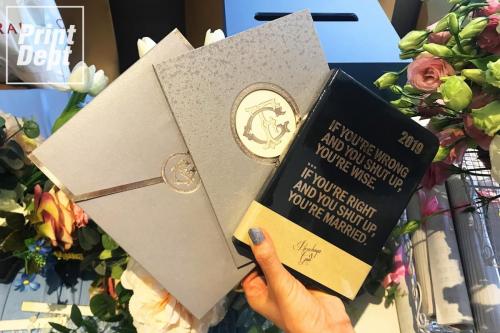 Print
Dept
RA
2019
IF YOU'RE WRONG
AND YOU SHUT UP,
YOU'RE WISE.
...
IF YOU'RE RIGHT
AND YOU SHUT UP,
YOU'RE MARRIED.
&